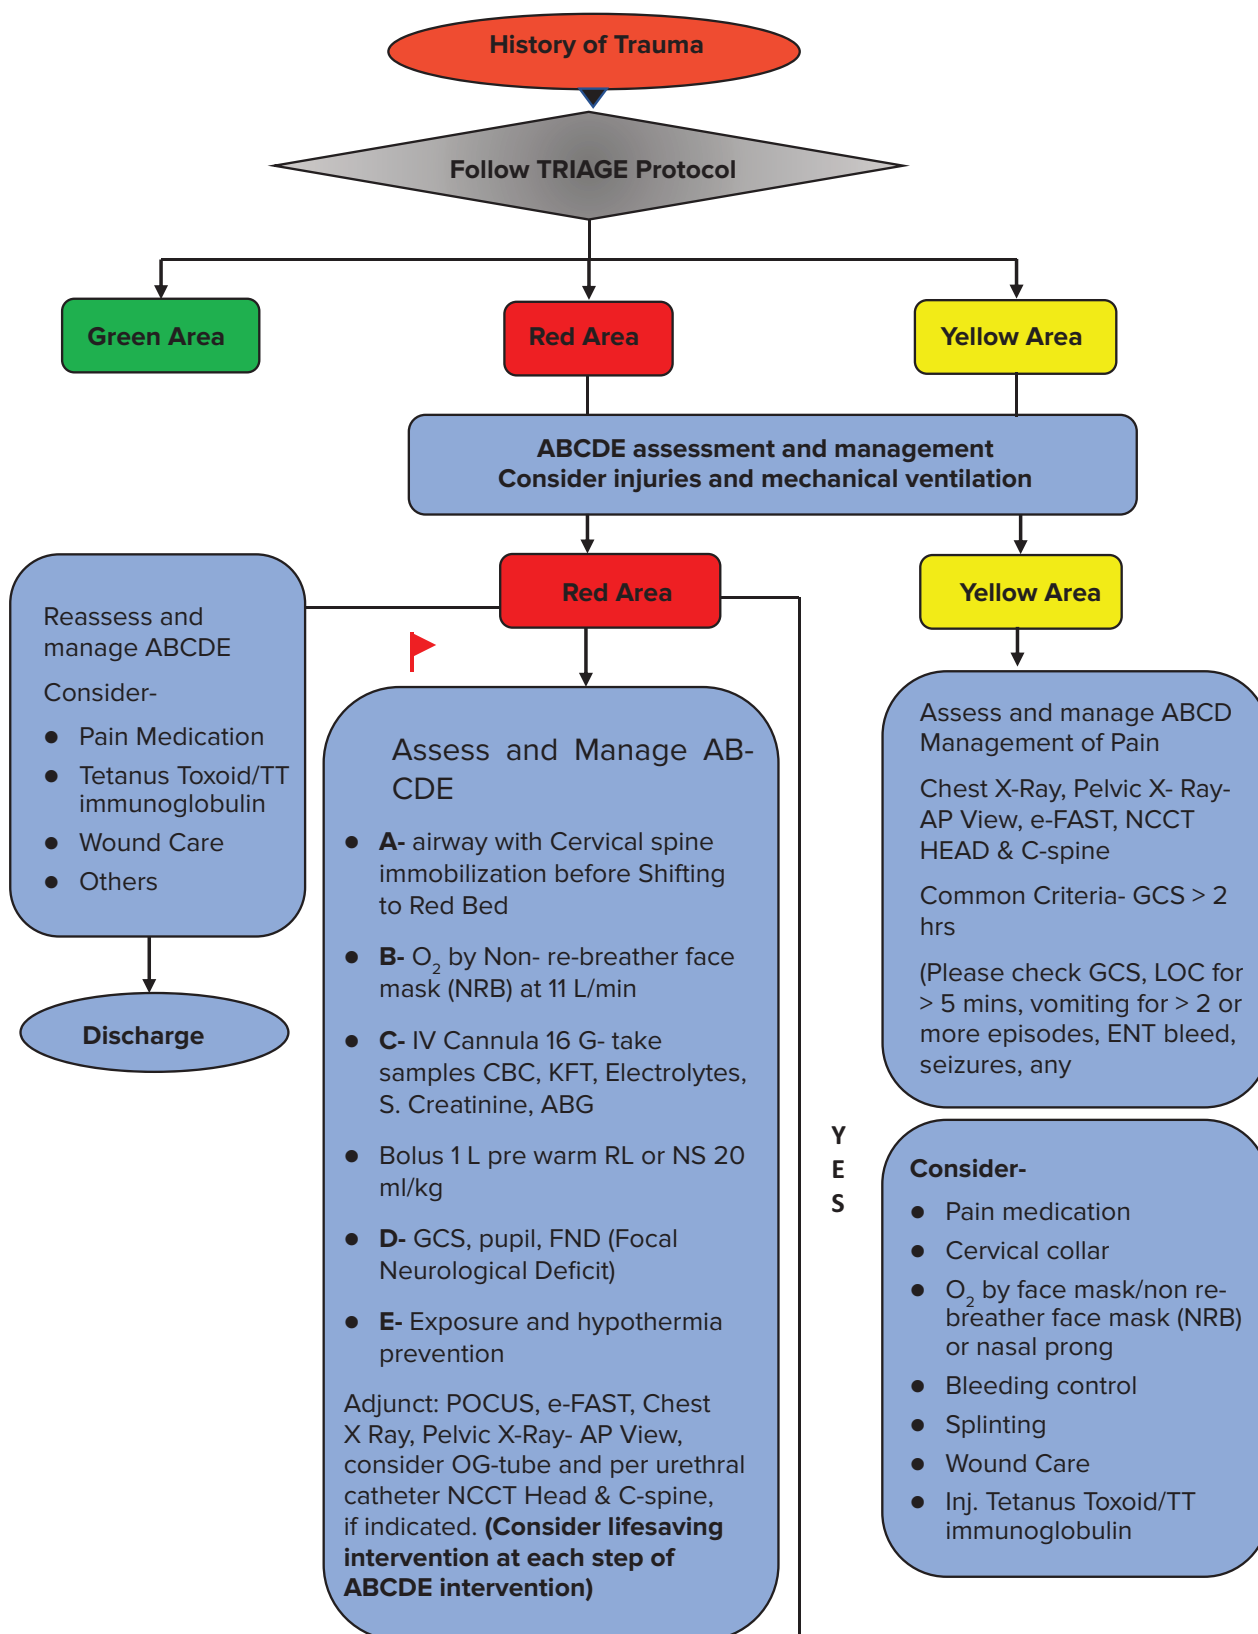 History of Trauma
Follow TRIAGE Protocol
Green Area
Red Area
Yellow Area
ABCDE assessment and management
Consider injuries and mechanical ventilation
Red Area
Yellow Area
Reassess and
manage ABCDE
Consider-
● Pain Medication
● Tetanus Toxoid/TT
immunoglobulin
● Wound Care
● Others
Discharge
Assess and Manage AB-
CDE
● A- airway with Cervical spine
immobilization before Shifting
to Red Bed
● B- O2 by Non- re-breather face
mask (NRB) at 11 L/min
● C- IV Cannula 16 G- take
samples CBC, KFT, Electrolytes,
S. Creatinine, ABG
● Bolus 1 L pre warm RL or NS 20
ml/kg
● D- GCS, pupil, FND (Focal
Neurological Deficit)
● E- Exposure and hypothermia
prevention
Adjunct: POCUS, e-FAST, Chest
X Ray, Pelvic X-Ray- AP View,
consider OG-tube and per urethral
catheter NCCT Head & C-spine,
if indicated. (Consider lifesaving
intervention at each step of
ABCDE intervention)
Y
E
S
Assess and manage ABCD
Management of Pain
Chest X-Ray, Pelvic X- Ray-
AP View, e-FAST, NCCT
HEAD & C-spine
Common Criteria- GCS > 2
hrs
(Please check GCS, LOC for
> 5 mins, vomiting for > 2 or
more episodes, ENT bleed,
seizures, any
Consider-
● Pain medication
● Cervical collar
● O2 by face mask/non re-
breather face mask (NRB)
or nasal prong
● Bleeding control
● Splinting
● Wound Care
● Inj. Tetanus Toxoid/TT
immunoglobulin